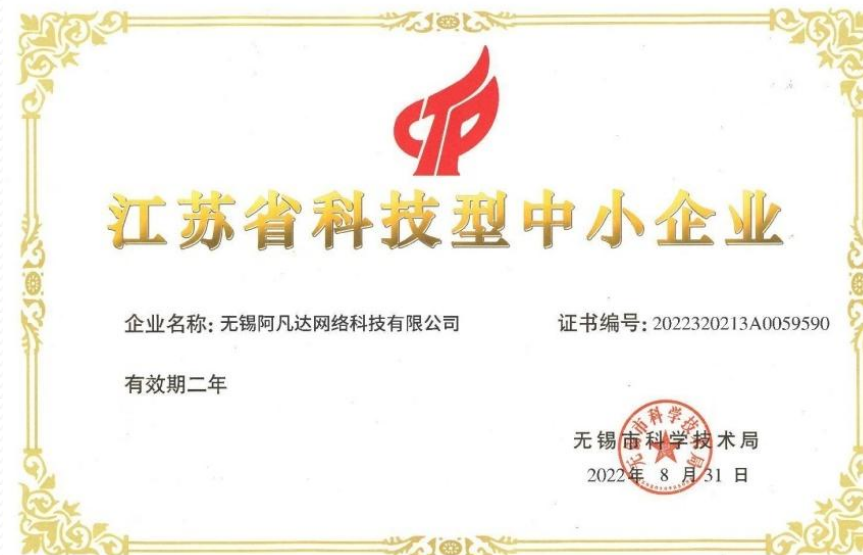 江苏省科技型中小企业
企业名称: 无锡阿凡达网络科技有限公司
证书编号: 2022320213A0059590
有效期二年
无锡市科学技术局
2022年 8 月 31 日